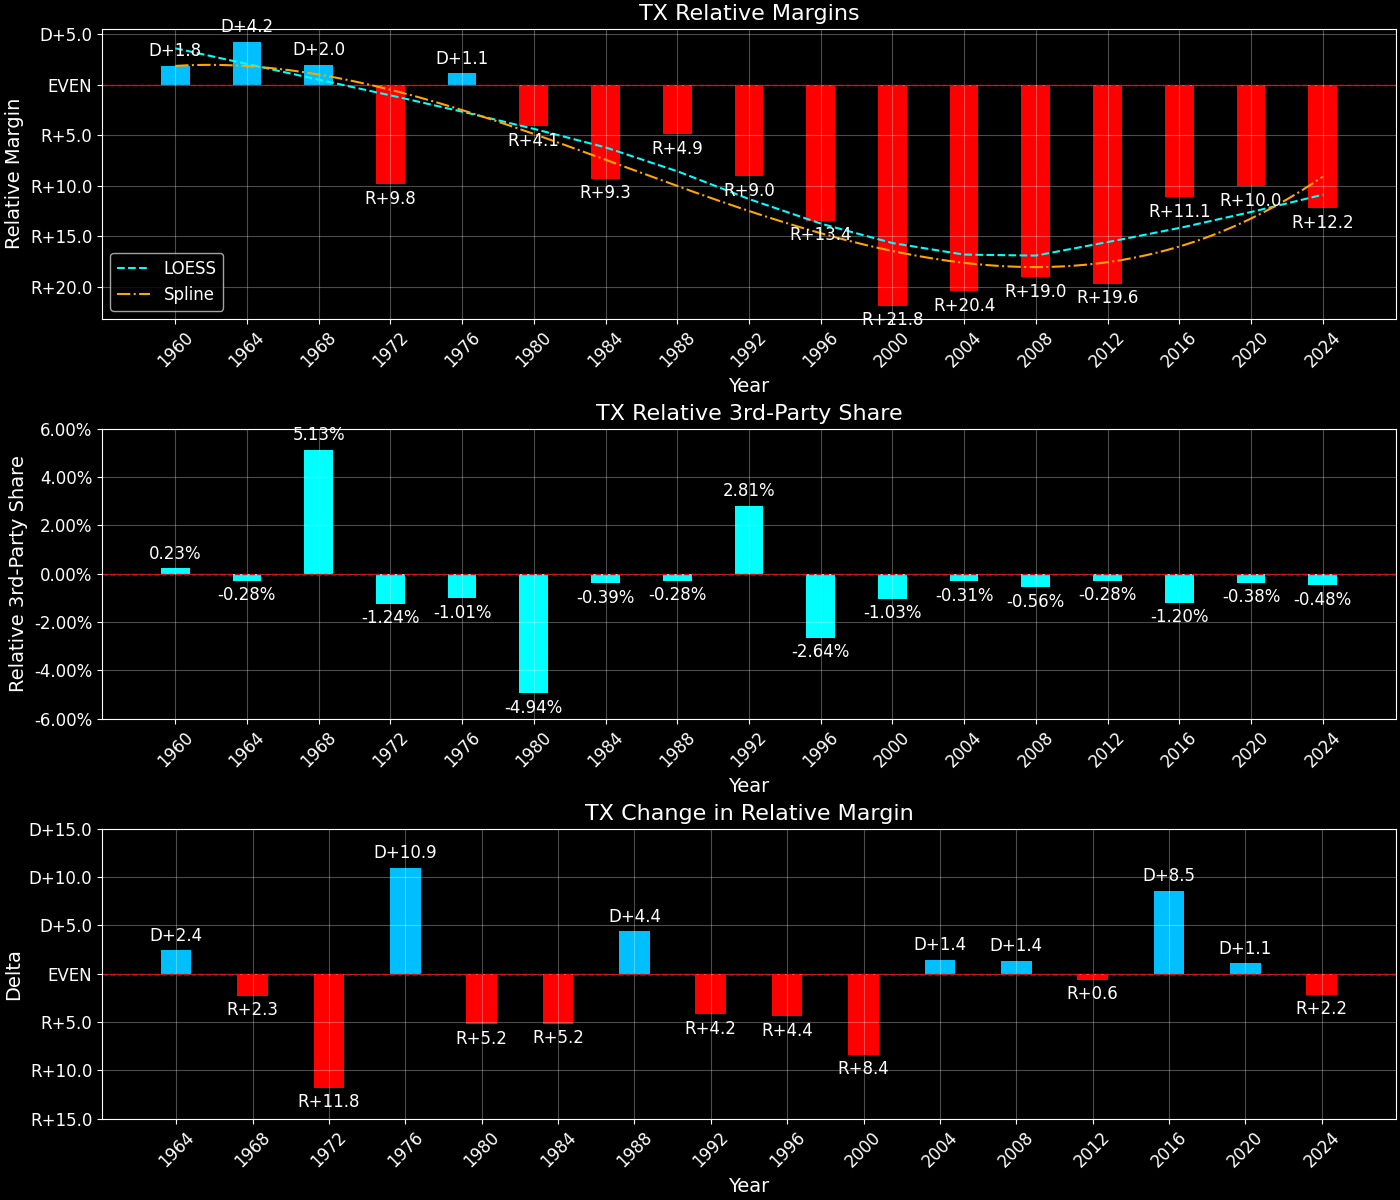 TX Relative Margins
Relative Margin
D+5.0
EVEN
R+5.0
R+10.0
R+15.0
R+20.0
D+1.8
D+4.2
D+2.0
R+9.8
D+1.1
R+4.1
R+9.3
R+4.9
R+9.0
R+13.4
R+21.8
R+20.4
R+19.0
R+19.6
R+11.1
R+10.0
R+12.2
LOESS
Spline
1960 1964 1968 1972 1976 1980 1984 1988 1992 1996 2000 2004 2008 2012 2016 2020 2024
Year
TX Relative 3rd-Party Share
Relative 3rd-Party Share
6.00%
4.00%
2.00%
0.00%
-2.00%
-4.00%
-6.00%
0.23%
-0.28%
5.13%
-1.24%
-1.01%
-4.94%
-0.39%
-0.28%
2.81%
-2.64%
-1.03%
-0.31%
-0.56%
-0.28%
-1.20%
-0.38%
-0.48%
1960 1964 1968 1972 1976 1980 1984 1988 1992 1996 2000 2004 2008 2012 2016 2020 2024
Year
TX Change in Relative Margin
Delta
D+15.0
D+10.0
D+5.0
EVEN
R+5.0
R+10.0
R+15.0
D+2.4
R+2.3
R+11.8
D+10.9
R+5.2
R+5.2
D+4.4
R+4.2
R+4.4
R+8.4
D+1.4
D+1.4
R+0.6
D+8.5
D+1.1
R+2.2
1964 1968 1972 1976 1980 1984 1988 1992 1996 2000 2004 2008 2012 2016 2020 2024
Year